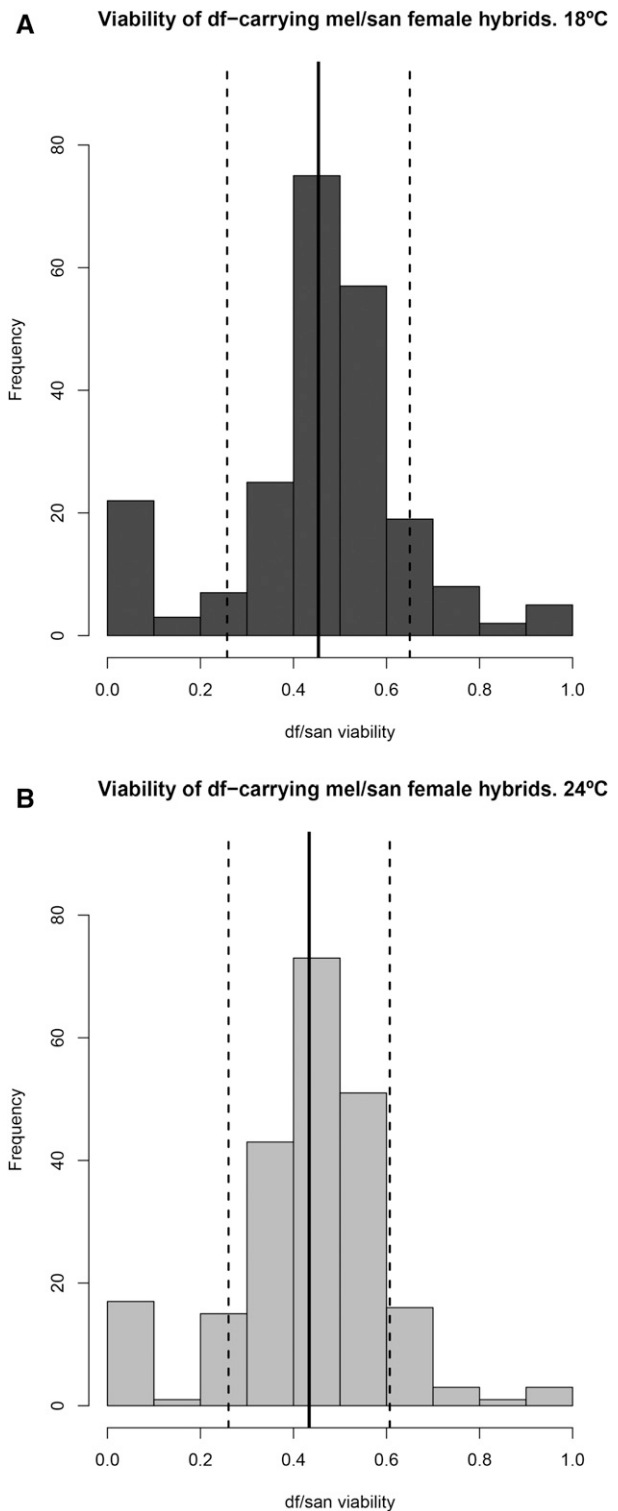 A
Viability of df−carrying mel/san female hybrids. 18ºC
Frequency
80
60
40
20
0
0.0 0.2 0.4 0.6 0.8 1.0
df/san viability
B
Viability of df−carrying mel/san female hybrids. 24ºC
Frequency
80
60
40
20
0
0.0 0.2 0.4 0.6 0.8 1.0
df/san viability